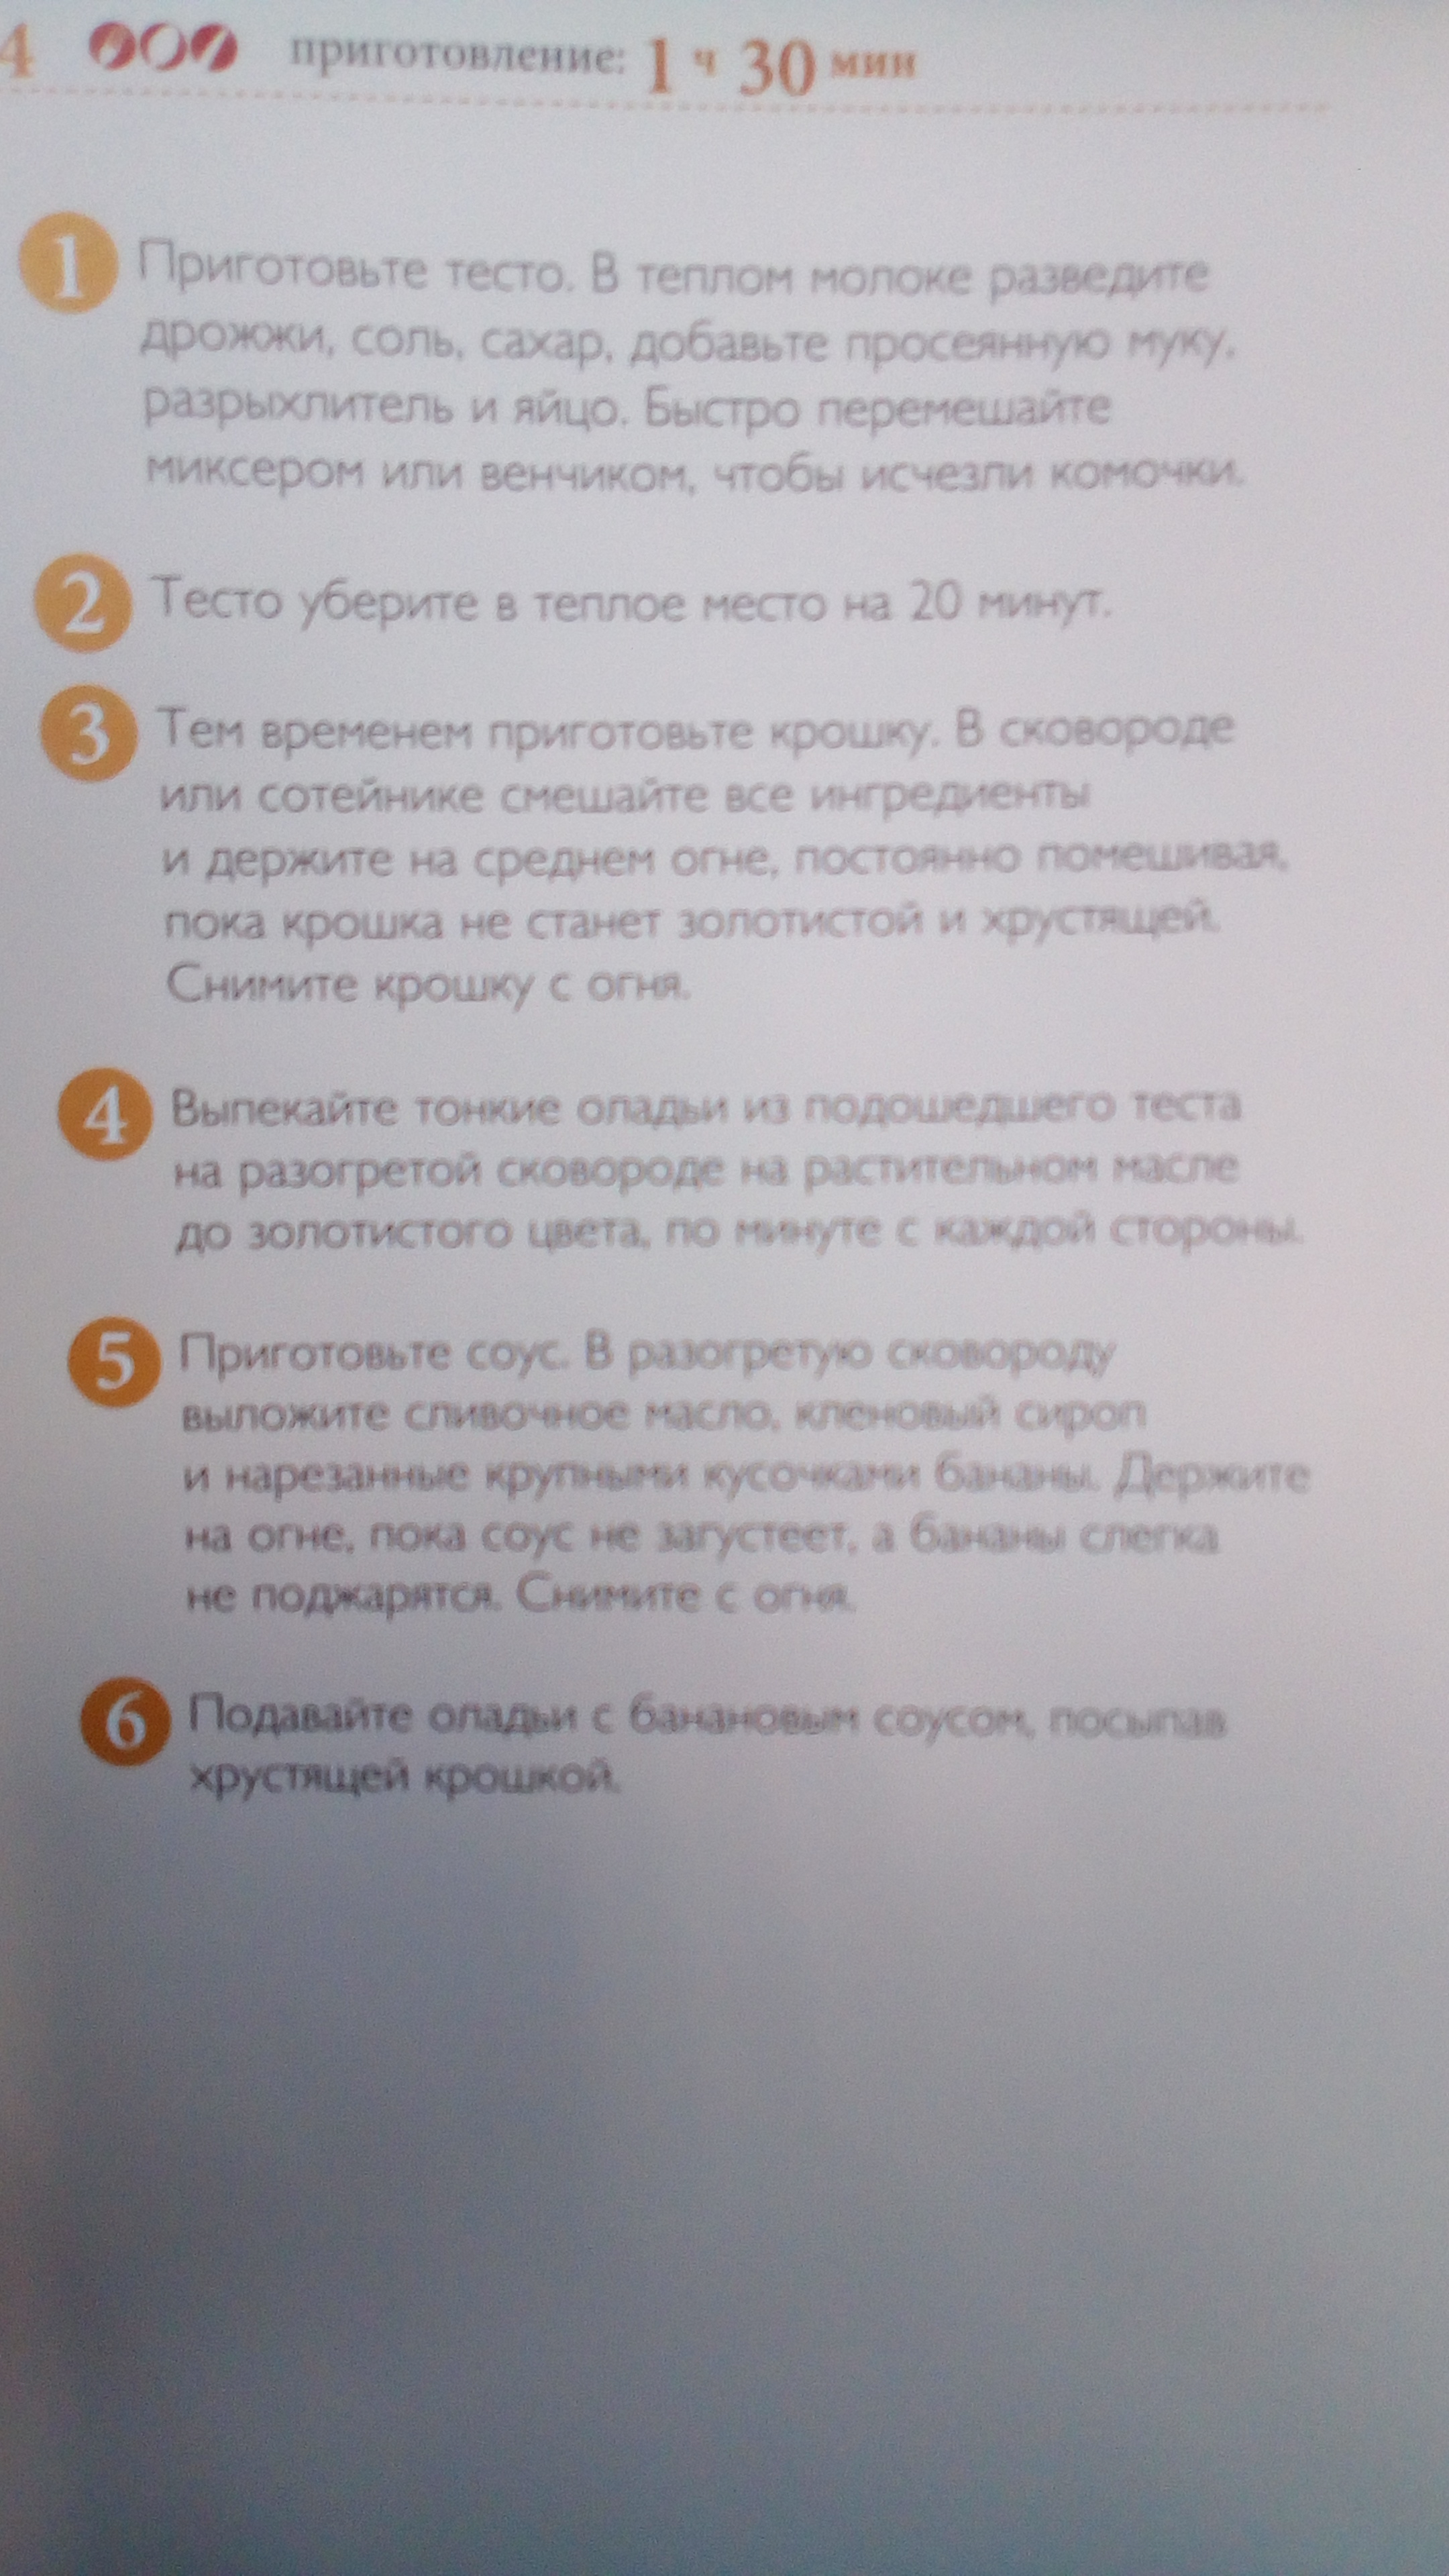 4 приготовление: 1 ч 30 мин
1 Приготовьте тесто. В теплом молоке разведите
дрожжи, соль, сахар, добавьте просеянную муку,
разрыхлитель и яйцо. Быстро перемешайте
миксером или венчиком, чтобы исчезли комочки.
2 Тесто уберите в теплое место на 20 минут.
3 Тем временем приготовьте крошку. В сковороде
или сотейнике смешайте все ингредиенты
и держите на среднем огне, постоянно помешивая,
пока крошка не станет золотистой и хрустящей.
Снимите крошку с огня.
4 Выпекайте тонкие оладьи из подошедшего теста
на разогретой сковороде на растительном масле
до золотистого цвета, по минуте с каждой стороны.
5 Приготовьте соус. В разогретую сковороду
выложите сливочное масло, кленовый сироп
и нарезанные крупными кусочками бананы. Держите
на огне, пока соус не загустеет, а бананы слегка
не поджарятся. Снимите с огня.
6 Подавайте оладьи с банановым соусом, посыпав
хрустящей крошкой.